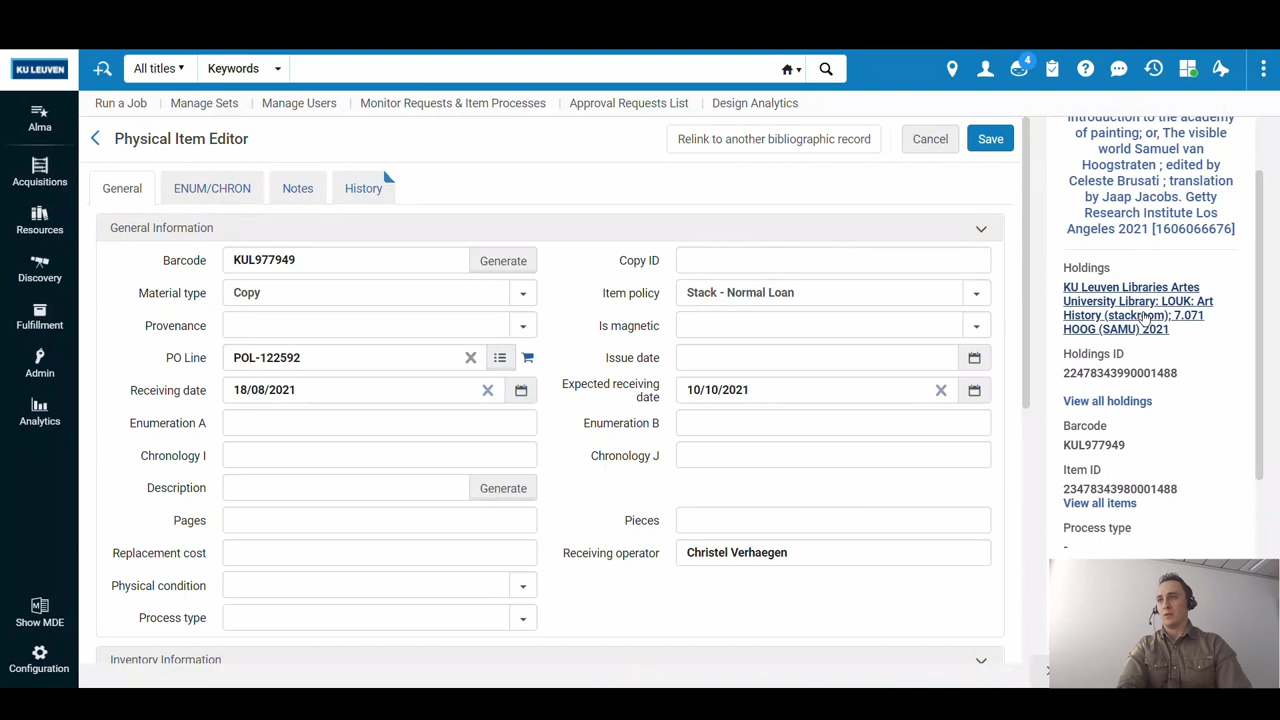 KU LEUVEN
All titles
Keywords
4
Alma
Acquisitions
Resources
Discovery
Fulfillment
Admin
Analytics
Show MDE
Configuration
Run a Job
Manage Sets
Manage Users
Monitor Requests & Item Processes
Approval Requests List
Design Analytics
Physical Item Editor
Relink to another bibliographic record
Cancel
Save
General
ENUM/CHRON
Notes
History
General Information
Barcode KUL977949 Generate
Copy ID
Material type Copy
Item policy Stack - Normal Loan
Provenance
Is magnetic
PO Line POL-122592
Issue date
Receiving date 18/08/2021
Expected receiving
date
10/10/2021
Enumeration A
Enumeration B
Chronology I
Chronology J
Description Generate
Pages
Pieces
Replacement cost
Receiving operator Christel Verhaegen
Physical condition
Process type
Inventory Information
Introduction to the academy
of painting; or, The visible
world Samuel van
Hoogstraten ; edited by
Celeste Brusati ; translation
by Jaap Jacobs. Getty
Research Institute Los
Angeles 2021 [1606066676]
Holdings
KU Leuven Libraries Artes
University Library: LOUK: Art
History (stackroom); 7.071
HOOG (SAMU) 2021
Holdings ID
22478343990001488
View all holdings
Barcode
KUL977949
Item ID
23478343980001488
View all items
Process type
-